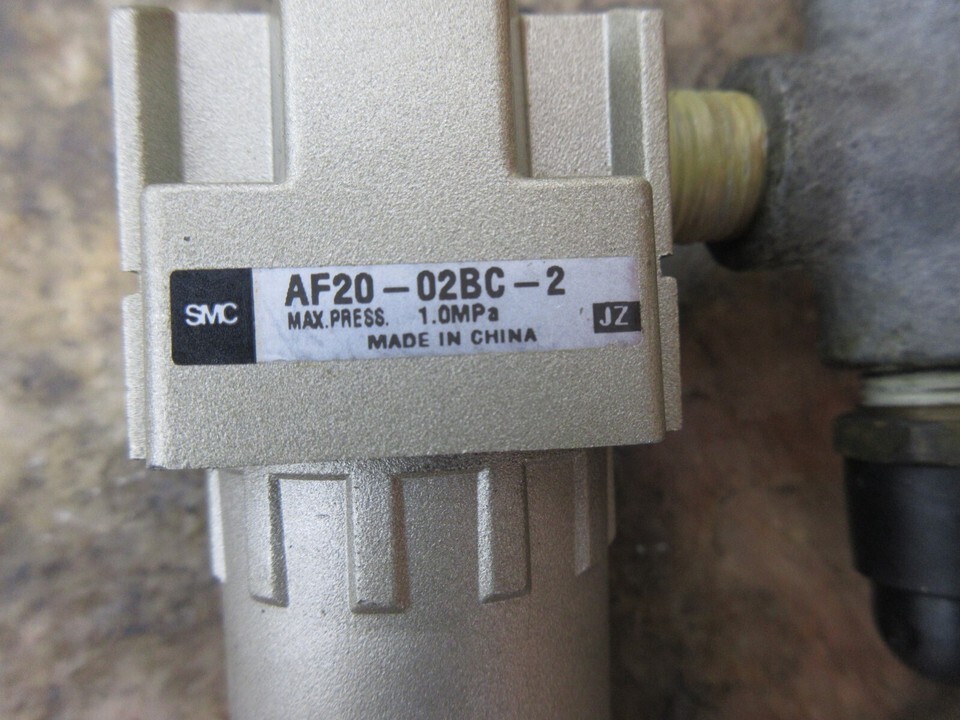 SMC
AF20-02BC-2
MAX.PRESS. 1.0MPa
JZ
MADE IN CHINA